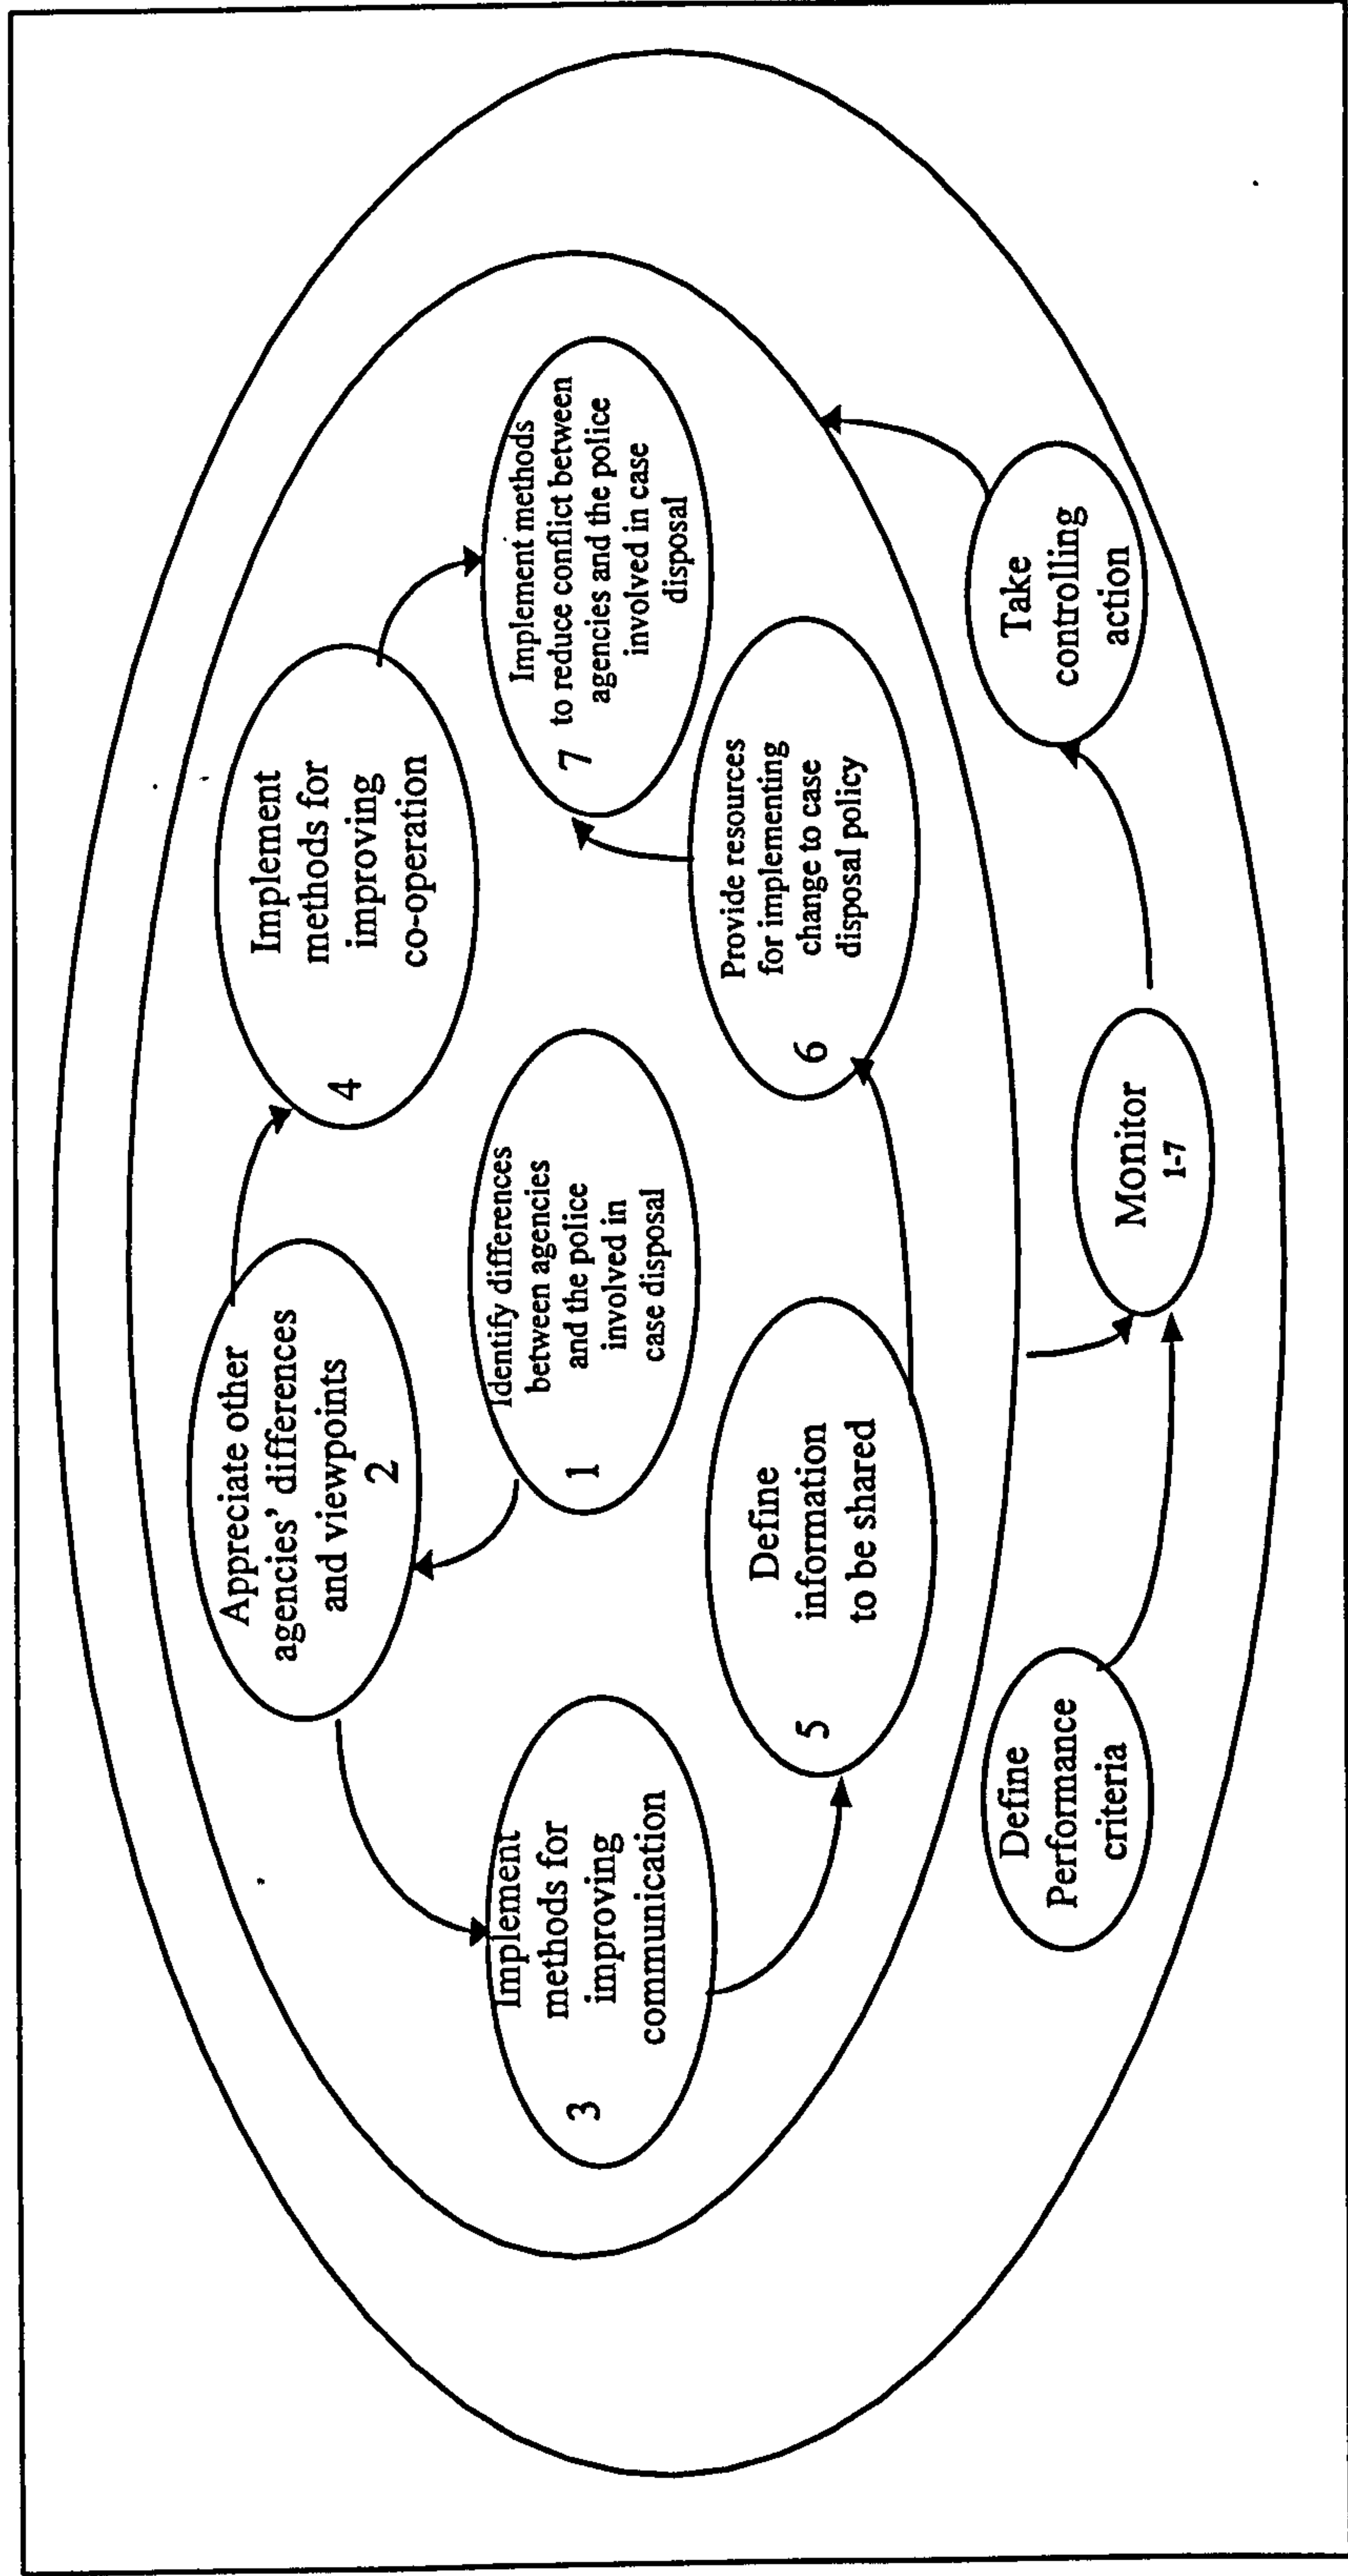 Appreciate other
agencies' differences
and viewpoints
2
Implement
methods for
improving
co-operation
4
Implement
methods for
improving
communication
3
Identify differences
between agencies
and the police
involved in
case disposal
1
Implement methods
7 to reduce conflict between
agencies and the police
involved in case
disposal
Define
information
to be shared
5
Provide resources
for implementing
change to case
disposal policy
6
Define
Performance
criteria
Monitor
1-7
Take
controlling
action